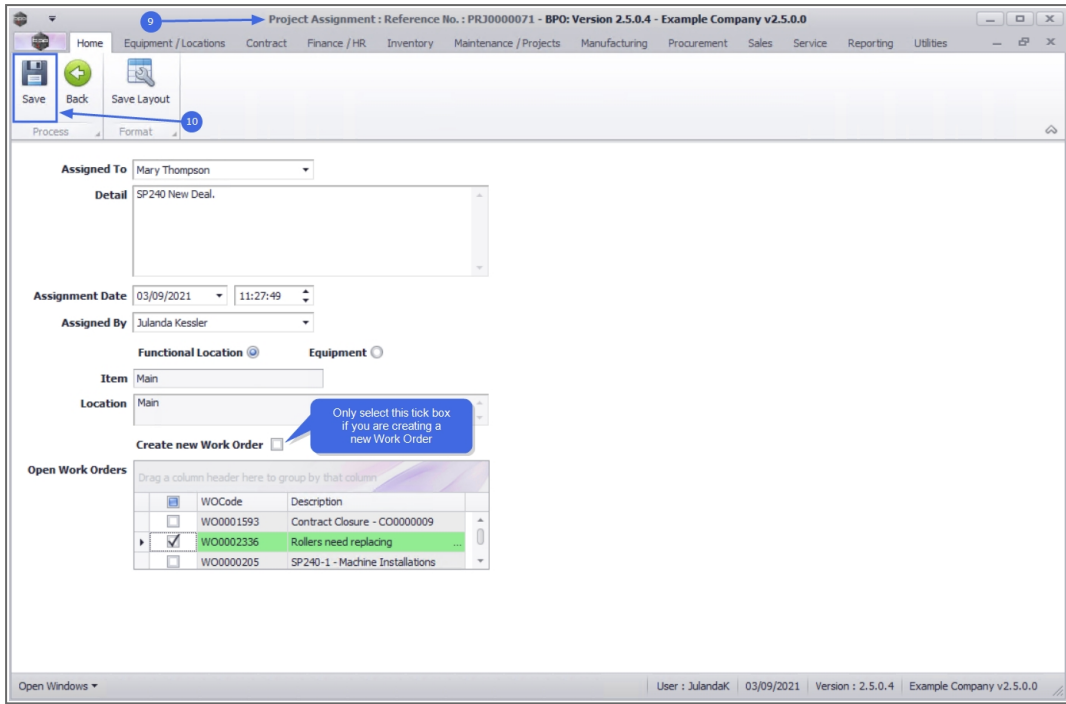 9
Project Assignment : Reference No. : PRJ0000071 - BPO: Version 2.5.0.4 - Example Company v2.5.0.0
Home Equipment / Locations Contract Finance / HR Inventory Maintenance / Projects Manufacturing Procurement Sales Service Reporting Utilities
Save Back Save Layout
10
Process Format
Assigned To Mary Thompson
Detail SP240 New Deal.
Assignment Date 03/09/2021 11:27:49
Assigned By Julanda Kessler
Functional Location Equipment
Item Main
Location Main
Only select this tick box
if you are creating a
new Work Order
Create new Work Order
Open Work Orders
Drag a column header here to group by that column
WOCode Description
WO0001593 Contract Closure - CO0000009
WO0002336 Rollers need replacing ...
WO0000205 SP240-1 - Machine Installations
Open Windows User : JulandaK 03/09/2021 Version : 2.5.0.4 Example Company v2.5.0.0